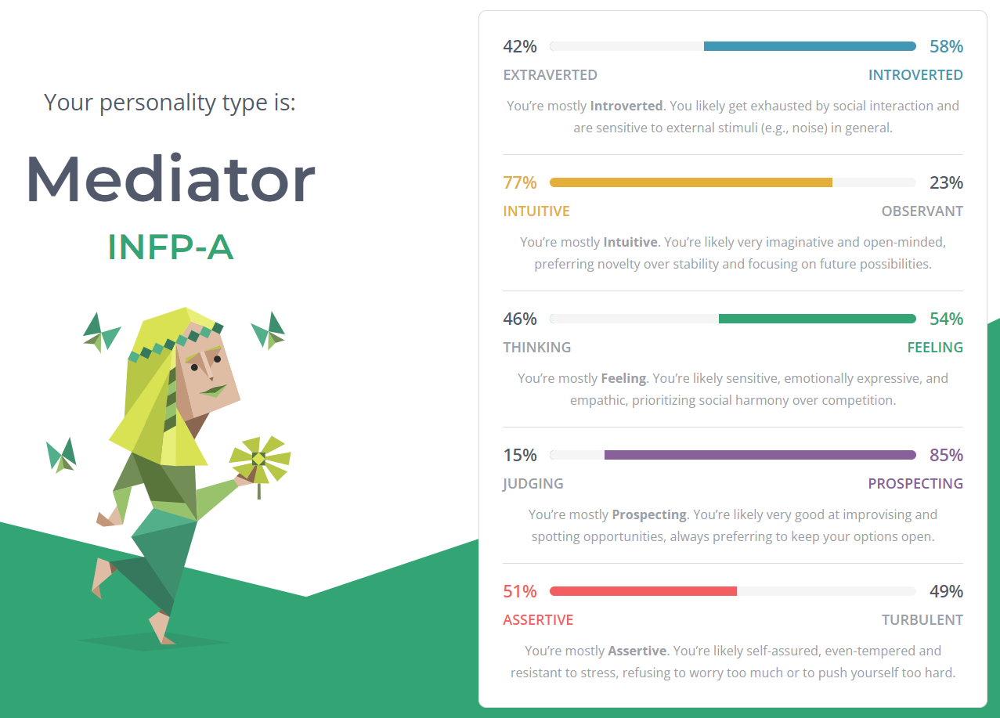 Your personality type is:
Mediator
INFP-A
42% 58%
EXTRAVERTED INTROVERTED
You’re mostly Introverted. You likely get exhausted by social interaction and
are sensitive to external stimuli (e.g., noise) in general.
77% 23%
INTUITIVE OBSERVANT
You’re mostly Intuitive. You’re likely very imaginative and open-minded,
preferring novelty over stability and focusing on future possibilities.
46% 54%
THINKING FEELING
You’re mostly Feeling. You’re likely sensitive, emotionally expressive, and
empathic, prioritizing social harmony over competition.
15% 85%
JUDGING PROSPECTING
You’re mostly Prospecting. You’re likely very good at improvising and
spotting opportunities, always preferring to keep your options open.
51% 49%
ASSERTIVE TURBULENT
You’re mostly Assertive. You’re likely self-assured, even-tempered and
resistant to stress, refusing to worry too much or to push yourself too hard.